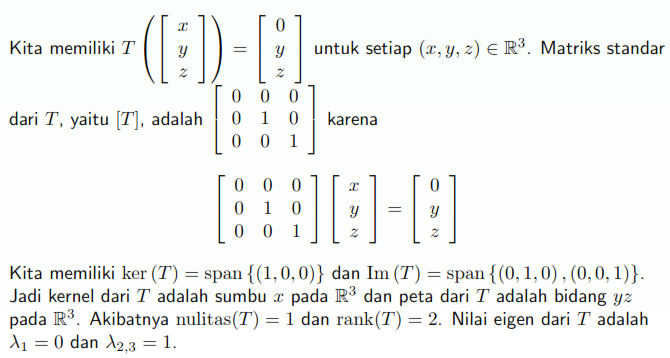 Kita memiliki T([x y z]) = [0 y z] untuk setiap (x, y, z) ∈ ℝ³. Matriks standar
dari T, yaitu [T], adalah [0 0 0; 0 1 0; 0 0 1] karena
[0 0 0; 0 1 0; 0 0 1] [x y z] = [0 y z]
Kita memiliki ker (T) = span {(1, 0, 0)} dan Im (T) = span {(0, 1, 0) , (0, 0, 1)}.
Jadi kernel dari T adalah sumbu x pada ℝ³ dan peta dari T adalah bidang yz
pada ℝ³. Akibatnya nulitas(T) = 1 dan rank(T) = 2. Nilai eigen dari T adalah
λ₁ = 0 dan λ₂,₃ = 1.